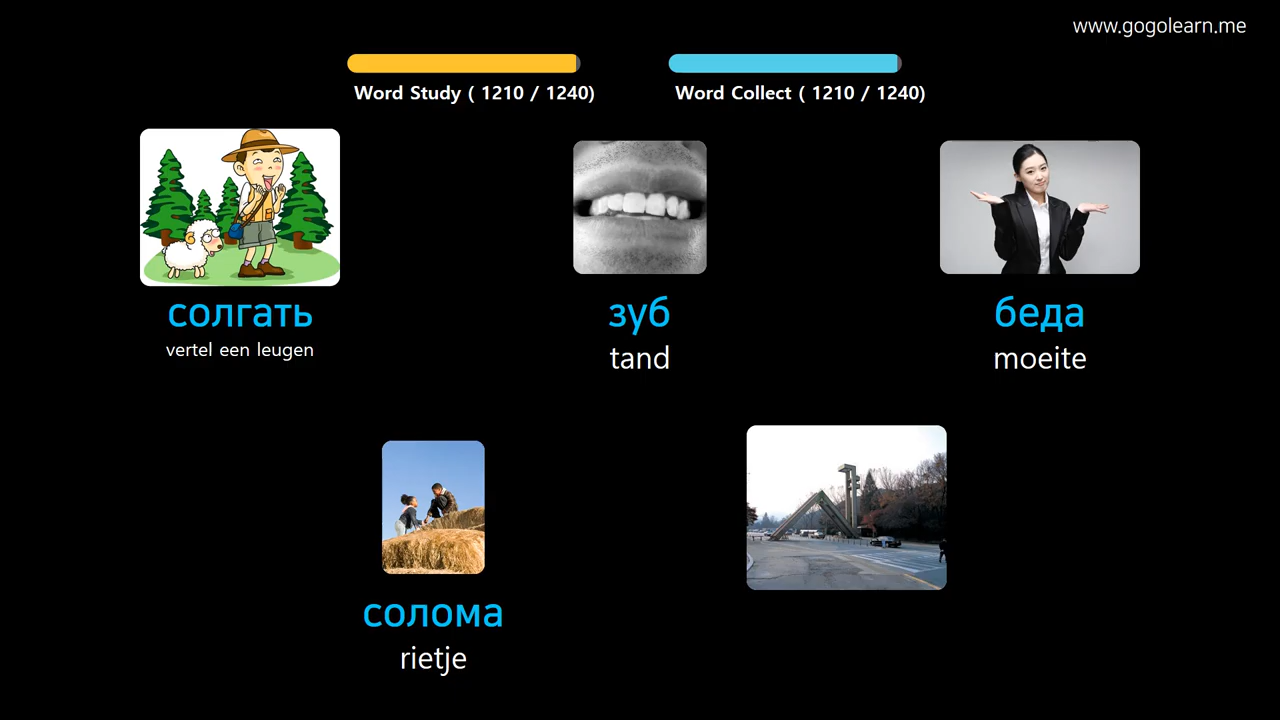 www.gogolearn.me
Word Study ( 1210 / 1240)
Word Collect ( 1210 / 1240)
солгать
vertel een leugen
зуб
tand
беда
moeite
солома
rietje